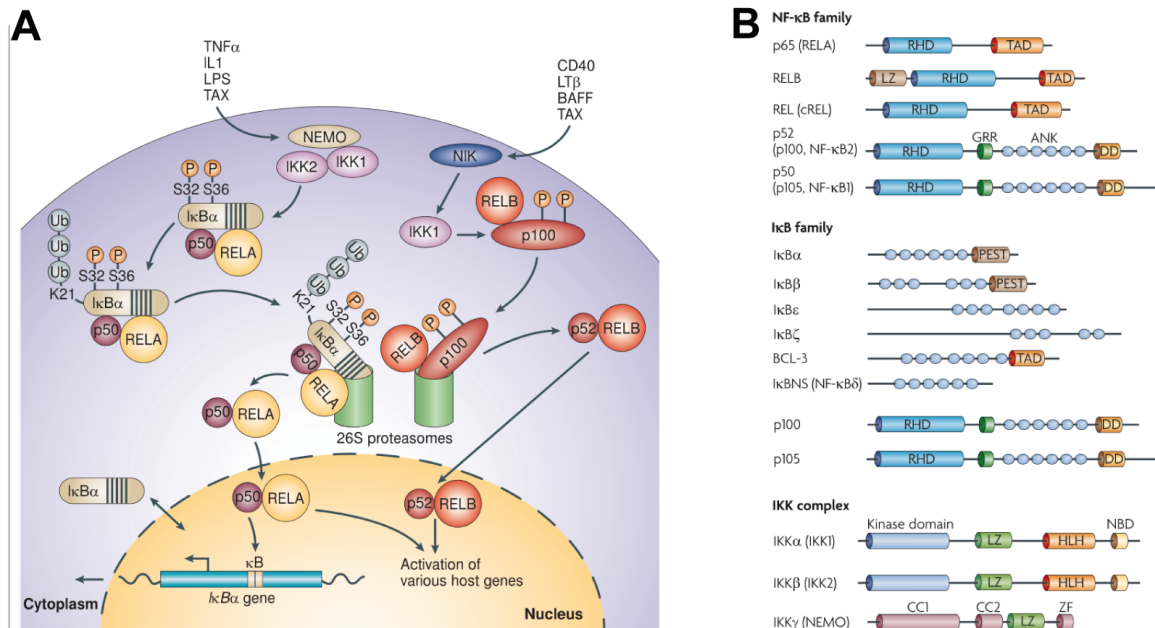 A
TNFα
IL1
LPS
TAX
CD40
LTβ
BAFF
TAX
NEMO
IKK2
IKK1
NIK
P
P
S32
S36
IκBα
p50
RELA
RELB
P
P
p100
IKK1
Ub
Ub
Ub
K21
P
P
S32
S36
IκBα
p50
RELA
Ub
Ub
Ub
K21
S32
S36
P
P
IκBα
p50
RELA
RELB
P
P
p100
p52
RELB
26S proteasomes
p50
RELA
IκBα
p50
RELA
p52
RELB
κB
IκBα gene
Activation of
various host genes
Cytoplasm
Nucleus
B
NF-κB family
p65 (RELA)
RHD
TAD
RELB
LZ
RHD
TAD
REL (cREL)
RHD
TAD
p52
(p100, NF-κB2)
RHD
GRR
ANK
DD
p50
(p105, NF-κB1)
RHD
DD
IκB family
IκBα
PEST
IκBβ
PEST
IκBε
IκBζ
BCL-3
TAD
IκBNS (NF-κBδ)
p100
RHD
DD
p105
RHD
DD
IKK complex
Kinase domain
NBD
IKKα (IKK1)
LZ
HLH
IKKβ (IKK2)
LZ
HLH
CC1
CC2
ZF
IKKγ (NEMO)
LZ